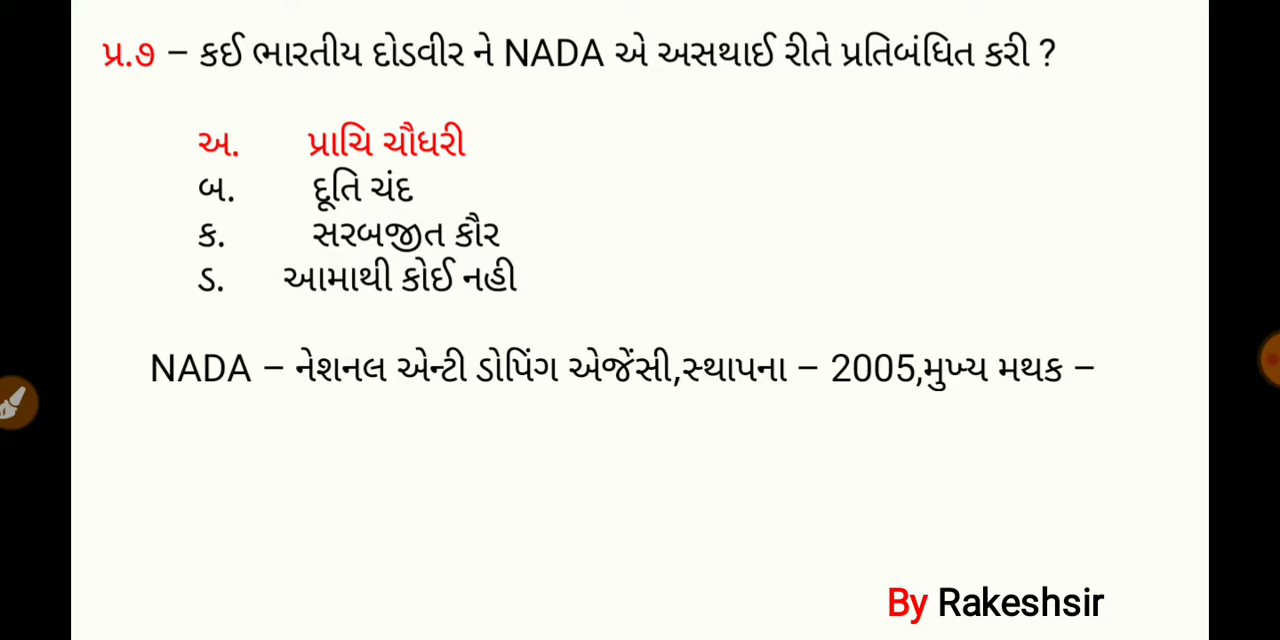 પ્ર.૭ – કઈ ભારતીય દોડવીર ને NADA એ અસથાઈ રીતે પ્રતિબંધિત કરી ?
અ. પ્રાચિ ચૌધરી
બ. દૂતિ ચંદ
ક. સરબજીત કૌર
ડ. આમાથી કોઈ નહી
NADA – નેશનલ એન્ટી ડોપિંગ એજેંસી,સ્થાપના – 2005,મુખ્ય મથક –
By Rakeshsir